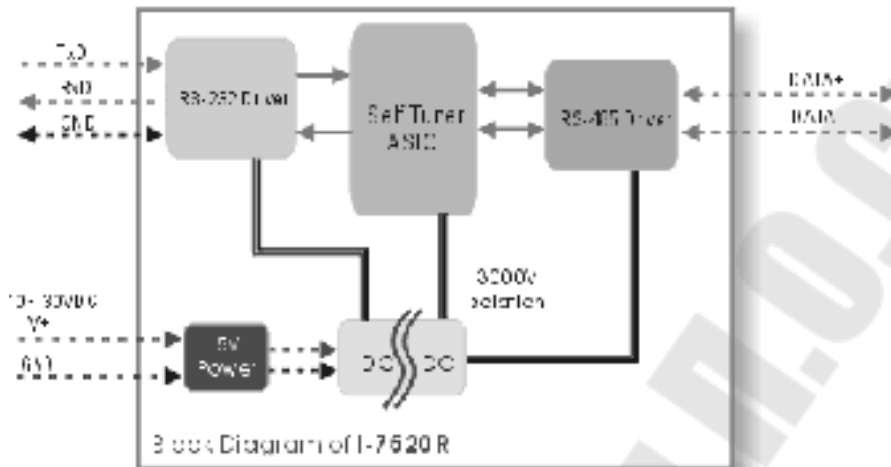 TxD
RxD
GND
RS-232 Driver
Self Tuner
ASIC
RS-485 Driver
DATA+
DATA-
3000V
Isolation
10~30VDC
V+
GND
5V
Power
DC
DC
Block Diagram of I-7520R